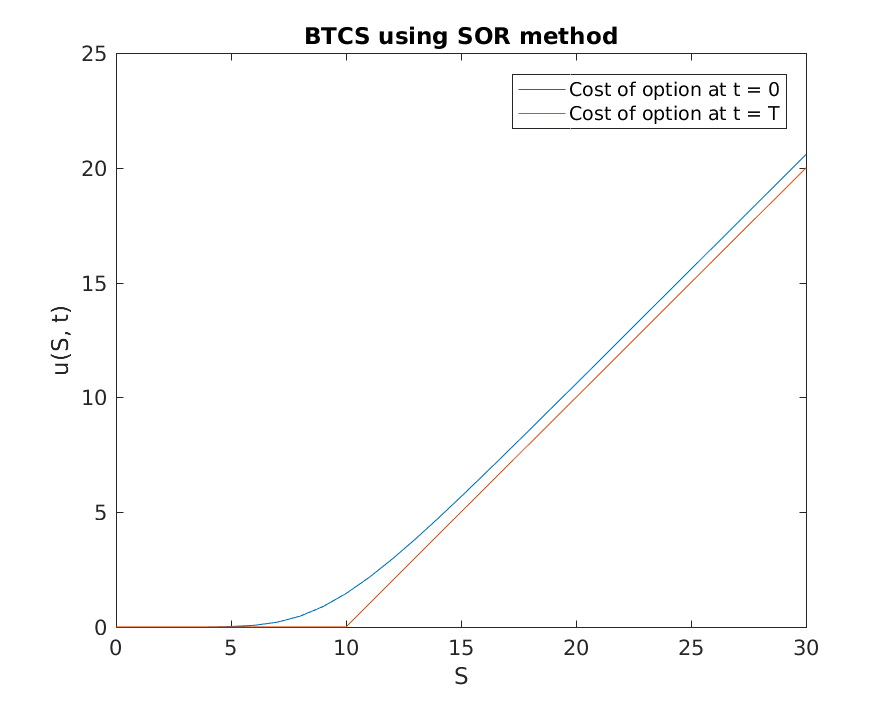 BTCS using SOR method
25
20
15
10
5
0
u(S, t)
Cost of option at t = 0
Cost of option at t = T
0 5 10 15 20 25 30
S